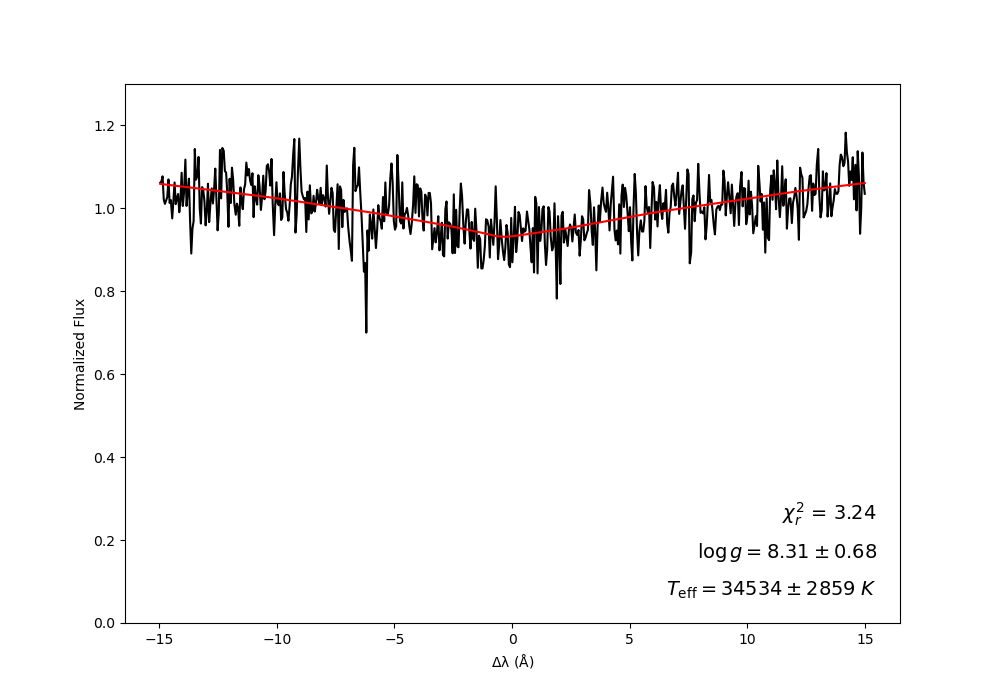 1.2
1.0
0.8
0.6
0.4
0.2
0.0
Normalized Flux
χ²ᵣ = 3.24
log g = 8.31 ± 0.68
T_eff = 34534 ± 2859 K
−15 −10 −5 0 5 10 15
Δλ (Å)